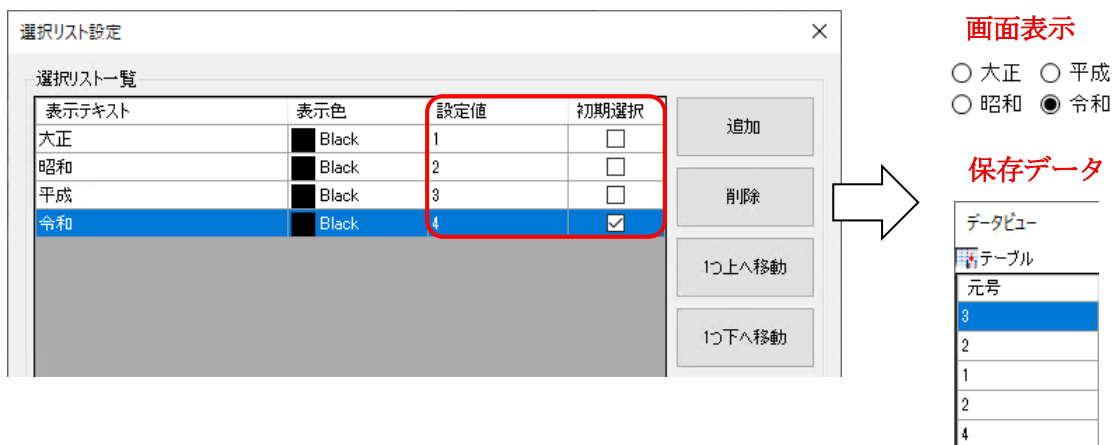 選択リスト設定
選択リスト一覧
表示テキスト 表示色 設定値 初期選択
大正 Black 1
昭和 Black 2
平成 Black 3
令和 Black 4
追加
削除
1つ上へ移動
1つ下へ移動
画面表示
大正 平成
昭和 令和
保存データ
データビュー
テーブル
元号
3
2
1
2
4